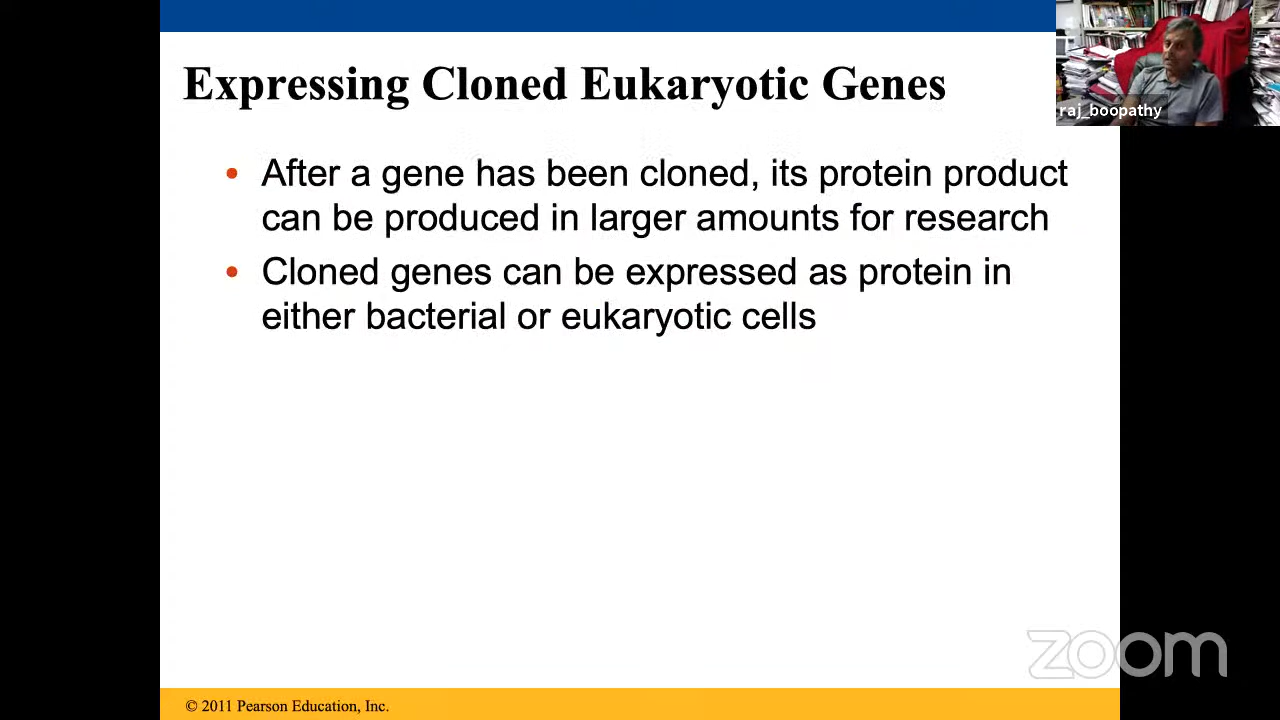 Expressing Cloned Eukaryotic Genes
raj_boopathy
• After a gene has been cloned, its protein product
can be produced in larger amounts for research
• Cloned genes can be expressed as protein in
either bacterial or eukaryotic cells
zoom
© 2011 Pearson Education, Inc.